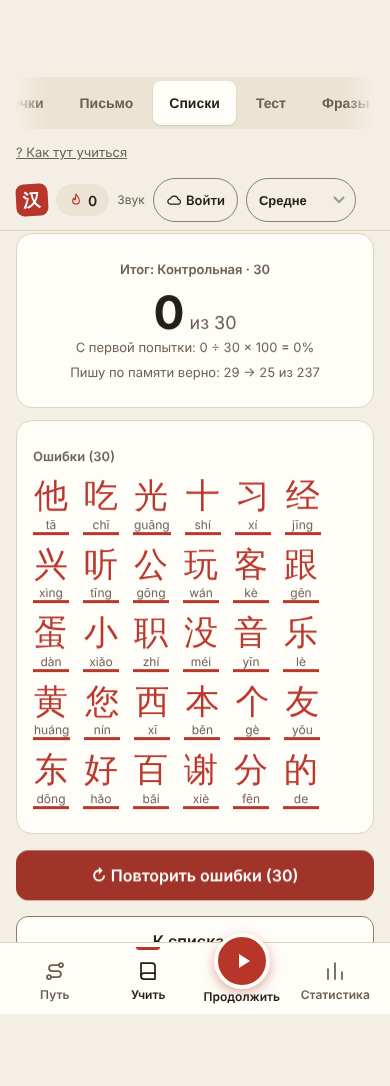 чки Письмо Списки Тест Фразы
? Как тут учиться
汉 0 Звук Войти Средне
Итог: Контрольная · 30
0 из 30
С первой попытки: 0 ÷ 30 × 100 = 0%
Пишу по памяти верно: 29 → 25 из 237
Ошибки (30)
他 吃 光 十 习 经
tā chī guāng shí xí jīng
兴 听 公 玩 客 跟
xìng tīng gōng wán kè gēn
蛋 小 职 没 音 乐
dàn xiǎo zhí méi yīn lè
黄 您 西 本 个 友
huáng nín xī běn gè yǒu
东 好 百 谢 分 的
dōng hǎo bǎi xiè fēn de
↻ Повторить ошибки (30)
К списка
Путь Учить Продолжить Статистика